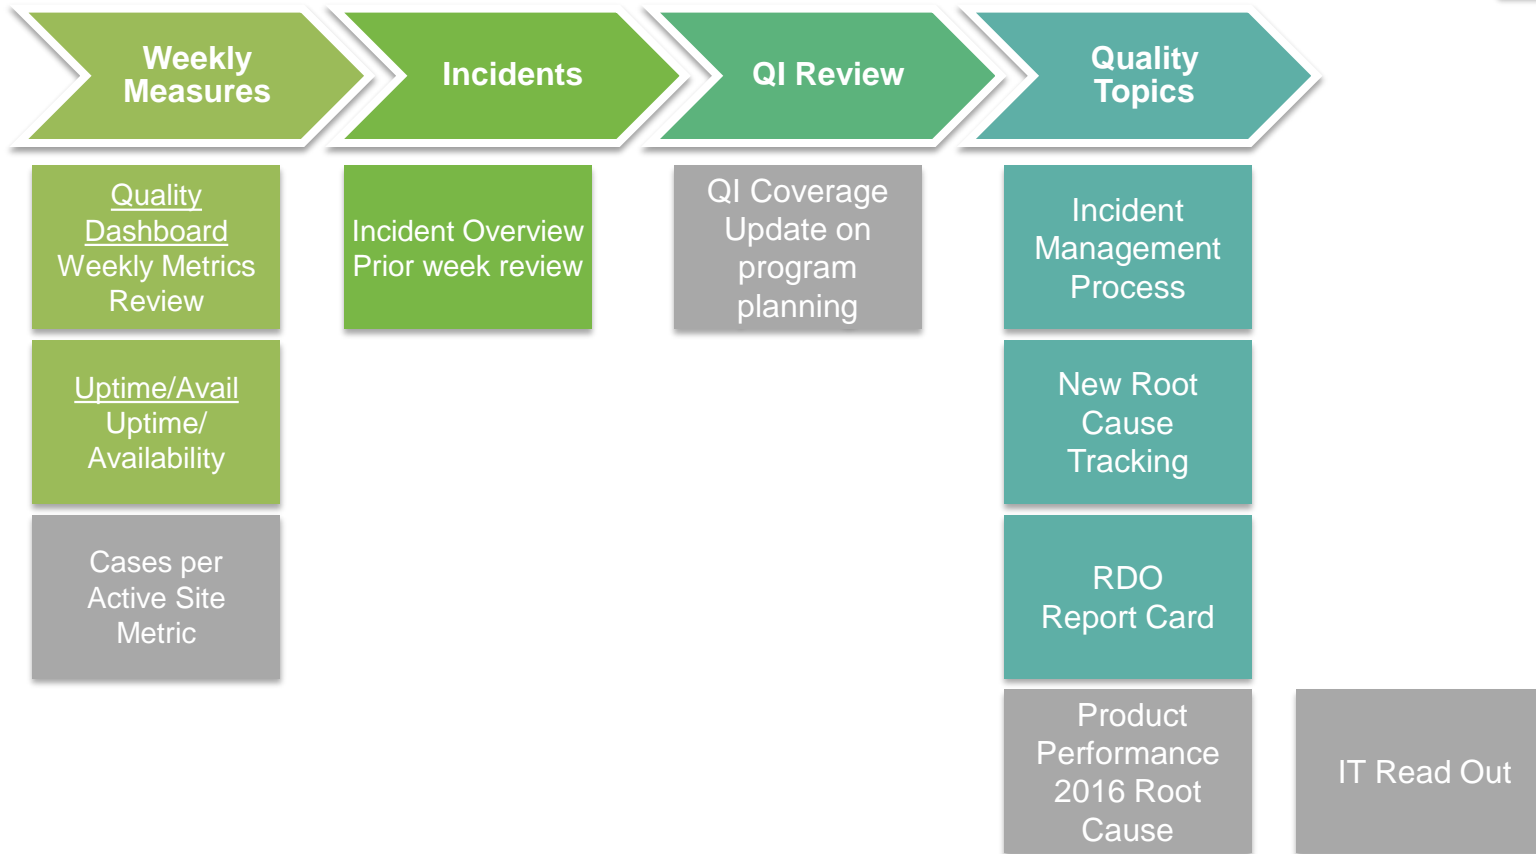 Weekly
Measures
Incidents
QI Review
Quality
Topics
Quality
Dashboard
Weekly Metrics
Review
Incident Overview
Prior week review
QI Coverage
Update on
program
planning
Incident
Management
Process
Uptime/Avail
Uptime/
Availability
New Root
Cause
Tracking
Cases per
Active Site
Metric
RDO
Report Card
Product
Performance
2016 Root
Cause
IT Read Out